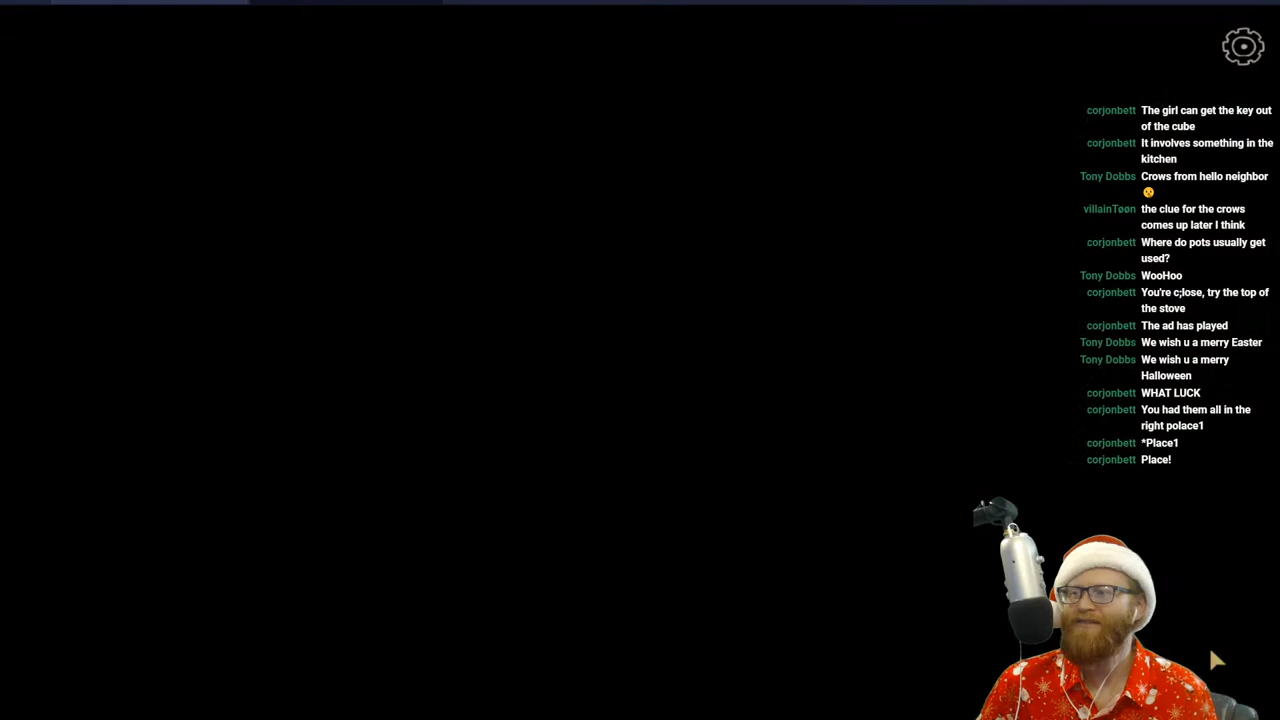 corjonbett The girl can get the key out
of the cube
corjonbett It involves something in the
kitchen
Tony Dobbs Crows from hello neighbor
😗
villainTøøn the clue for the crows
comes up later I think
corjonbett Where do pots usually get
used?
Tony Dobbs WooHoo
corjonbett You're c;lose, try the top of
the stove
corjonbett The ad has played
Tony Dobbs We wish u a merry Easter
Tony Dobbs We wish u a merry
Halloween
corjonbett WHAT LUCK
corjonbett You had them all in the
right polace1
corjonbett *Place1
corjonbett Place!